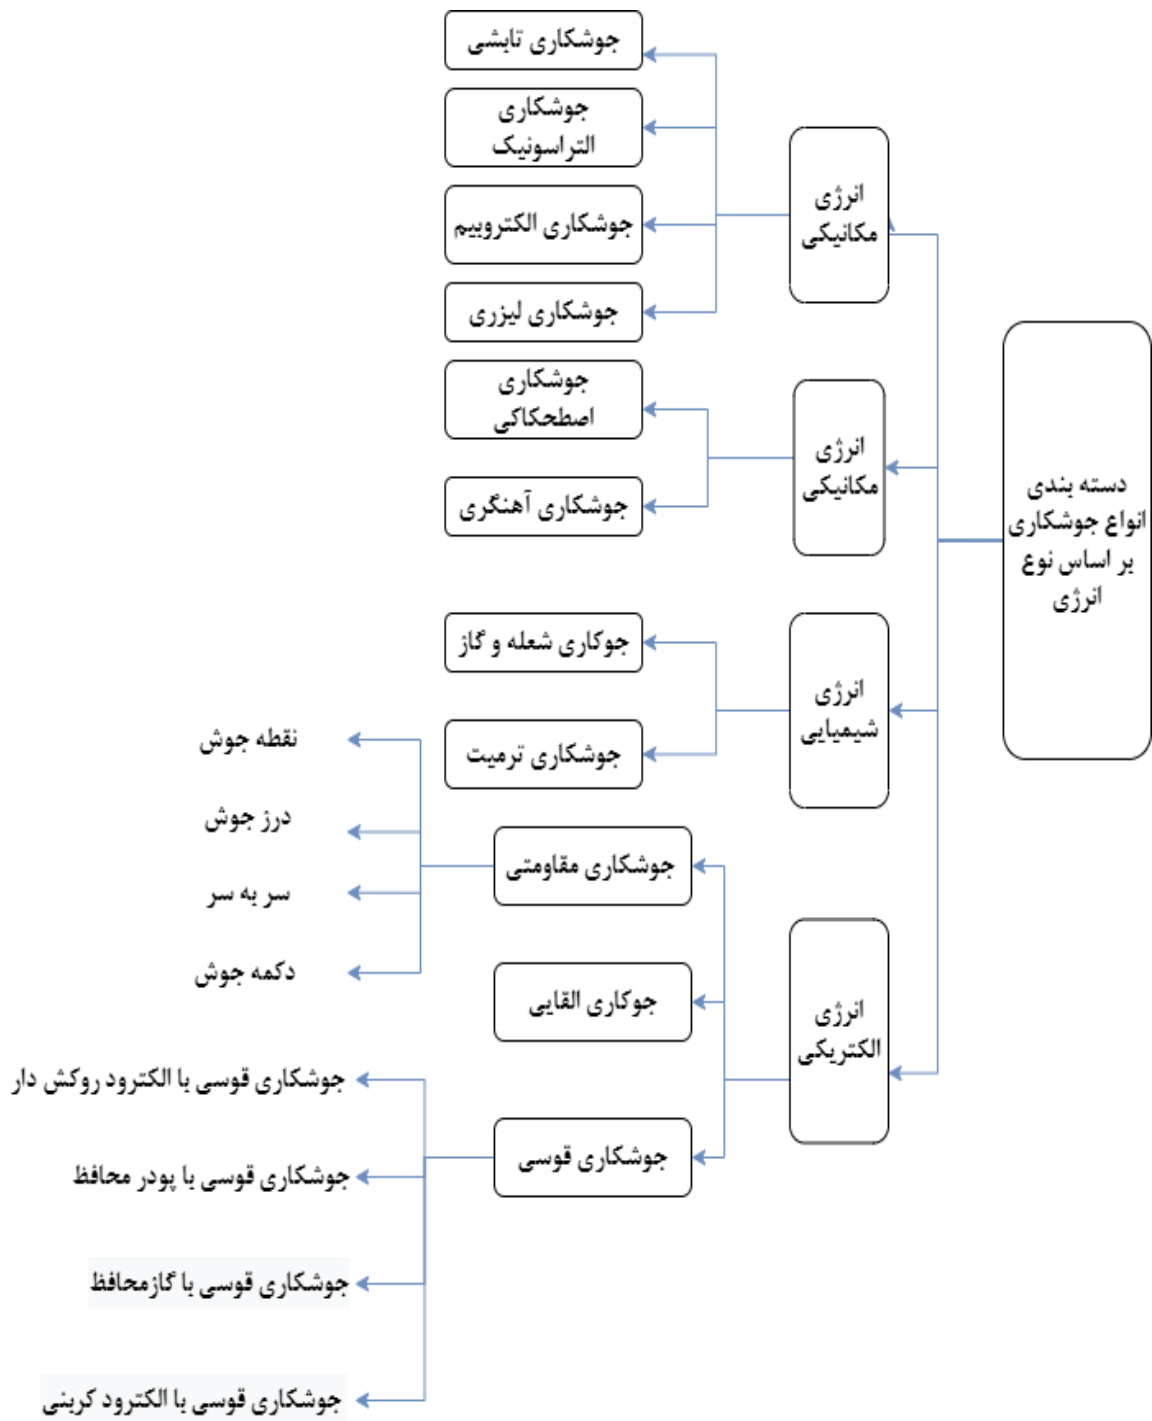 دسته بندی
انواع جوشکاری
بر اساس نوع
انرژی
انرژی
مکانیکی
جوشکاری تابشی
جوشکاری
التراسونیک
جوشکاری الکتروبیم
جوشکاری لیزری
انرژی
مکانیکی
جوشکاری
اصطحکاکی
جوشکاری آهنگری
انرژی
شیمیایی
جوکاری شعله و گاز
جوشکاری ترمیت
انرژی
الکتریکی
جوشکاری مقاومتی
نقطه جوش
درز جوش
سر به سر
دکمه جوش
جوکاری القایی
جوشکاری قوسی
جوشکاری قوسی با الکترود روکش دار
جوشکاری قوسی با پودر محافظ
جوشکاری قوسی با گازمحافظ
جوشکاری قوسی با الکترود کربنی